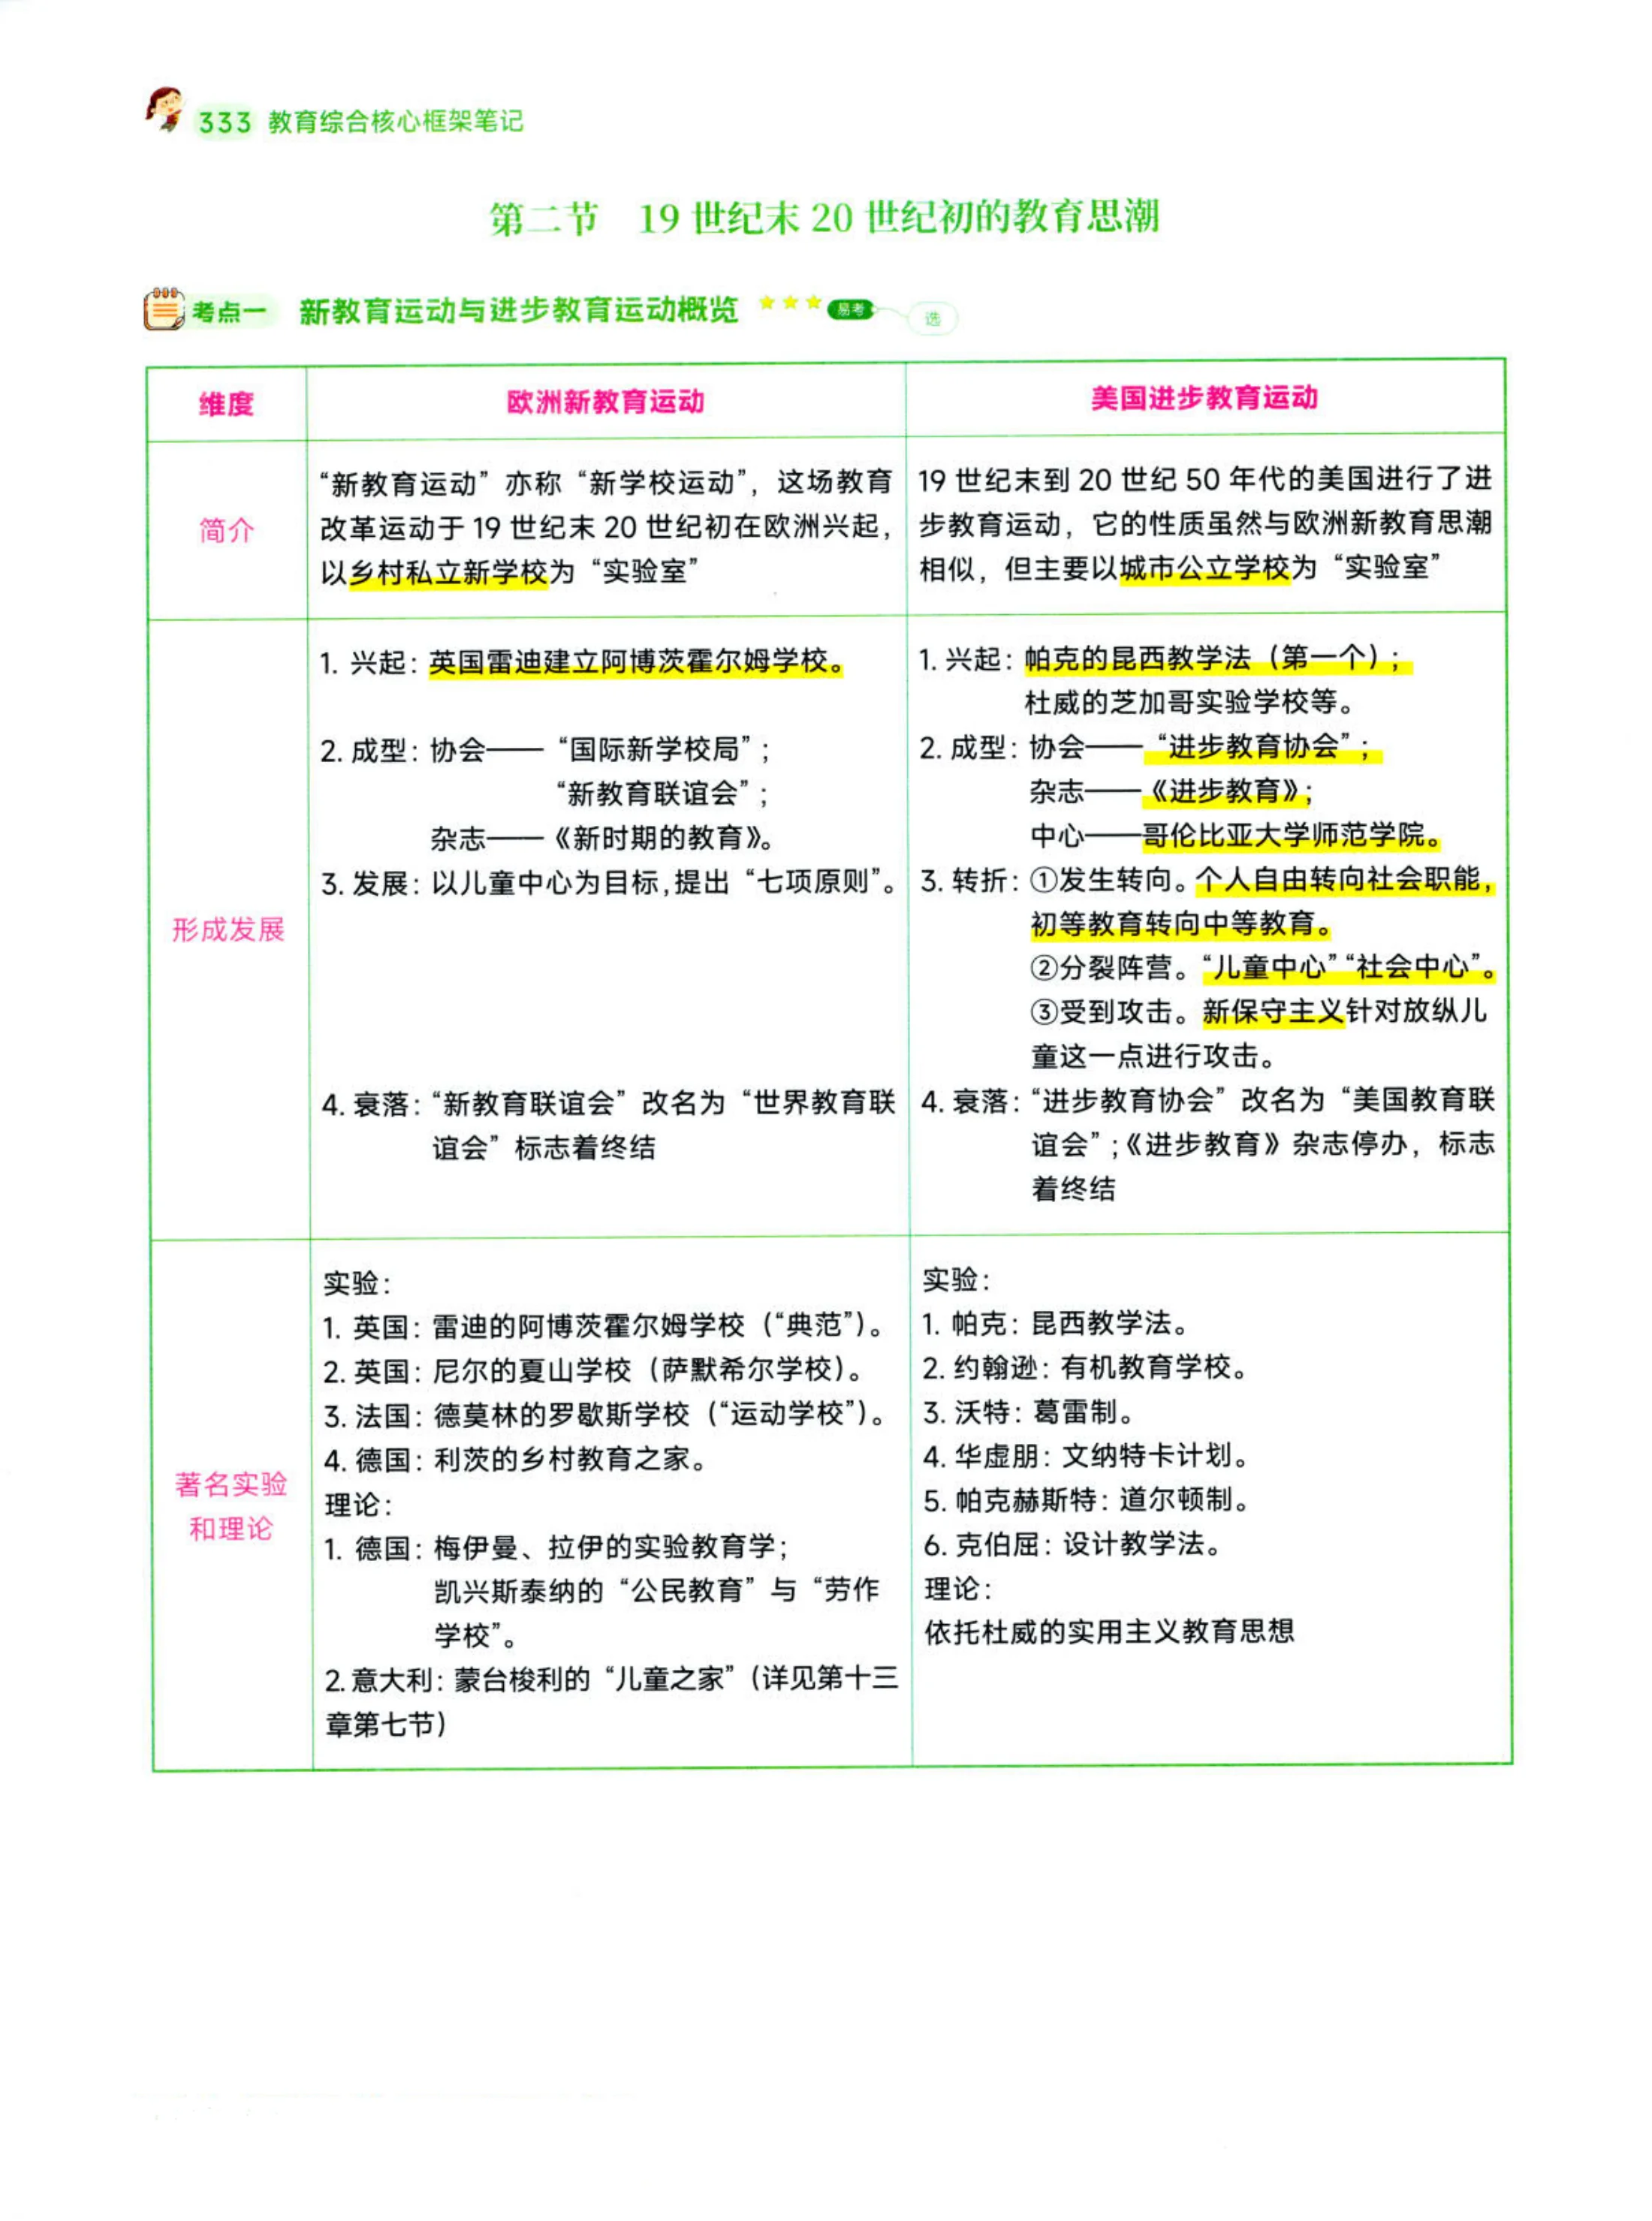 333 教育综合核心框架笔记
第二节 19 世纪末 20 世纪初的教育思潮
考点一 新教育运动与进步教育运动概览 易考 选
维度
欧洲新教育运动
美国进步教育运动
简介
“新教育运动”亦称“新学校运动”，这场教育
改革运动于 19 世纪末 20 世纪初在欧洲兴起，
以乡村私立新学校为“实验室”
19 世纪末到 20 世纪 50 年代的美国进行了进
步教育运动，它的性质虽然与欧洲新教育思潮
相似，但主要以城市公立学校为“实验室”
形成发展
1. 兴起：英国雷迪建立阿博茨霍尔姆学校。
2. 成型：协会——“国际新学校局”；
“新教育联谊会”；
杂志——《新时期的教育》。
3. 发展：以儿童中心为目标，提出“七项原则”。
4. 衰落：“新教育联谊会”改名为“世界教育联
谊会”标志着终结
1. 兴起：帕克的昆西教学法（第一个）；
杜威的芝加哥实验学校等。
2. 成型：协会——“进步教育协会”；
杂志——《进步教育》；
中心——哥伦比亚大学师范学院。
3. 转折：①发生转向。个人自由转向社会职能，
初等教育转向中等教育。
②分裂阵营。“儿童中心”“社会中心”。
③受到攻击。新保守主义针对放纵儿
童这一点进行攻击。
4. 衰落：“进步教育协会”改名为“美国教育联
谊会”；《进步教育》杂志停办，标志
着终结
著名实验
和理论
实验：
1. 英国：雷迪的阿博茨霍尔姆学校（“典范”）。
2. 英国：尼尔的夏山学校（萨默希尔学校）。
3. 法国：德莫林的罗歇斯学校（“运动学校”）。
4. 德国：利茨的乡村教育之家。
理论：
1. 德国：梅伊曼、拉伊的实验教育学；
凯兴斯泰纳的“公民教育”与“劳作
学校”。
2. 意大利：蒙台梭利的“儿童之家”（详见第十三
章第七节）
实验：
1. 帕克：昆西教学法。
2. 约翰逊：有机教育学校。
3. 沃特：葛雷制。
4. 华虚朋：文纳特卡计划。
5. 帕克赫斯特：道尔顿制。
6. 克伯屈：设计教学法。
理论：
依托杜威的实用主义教育思想